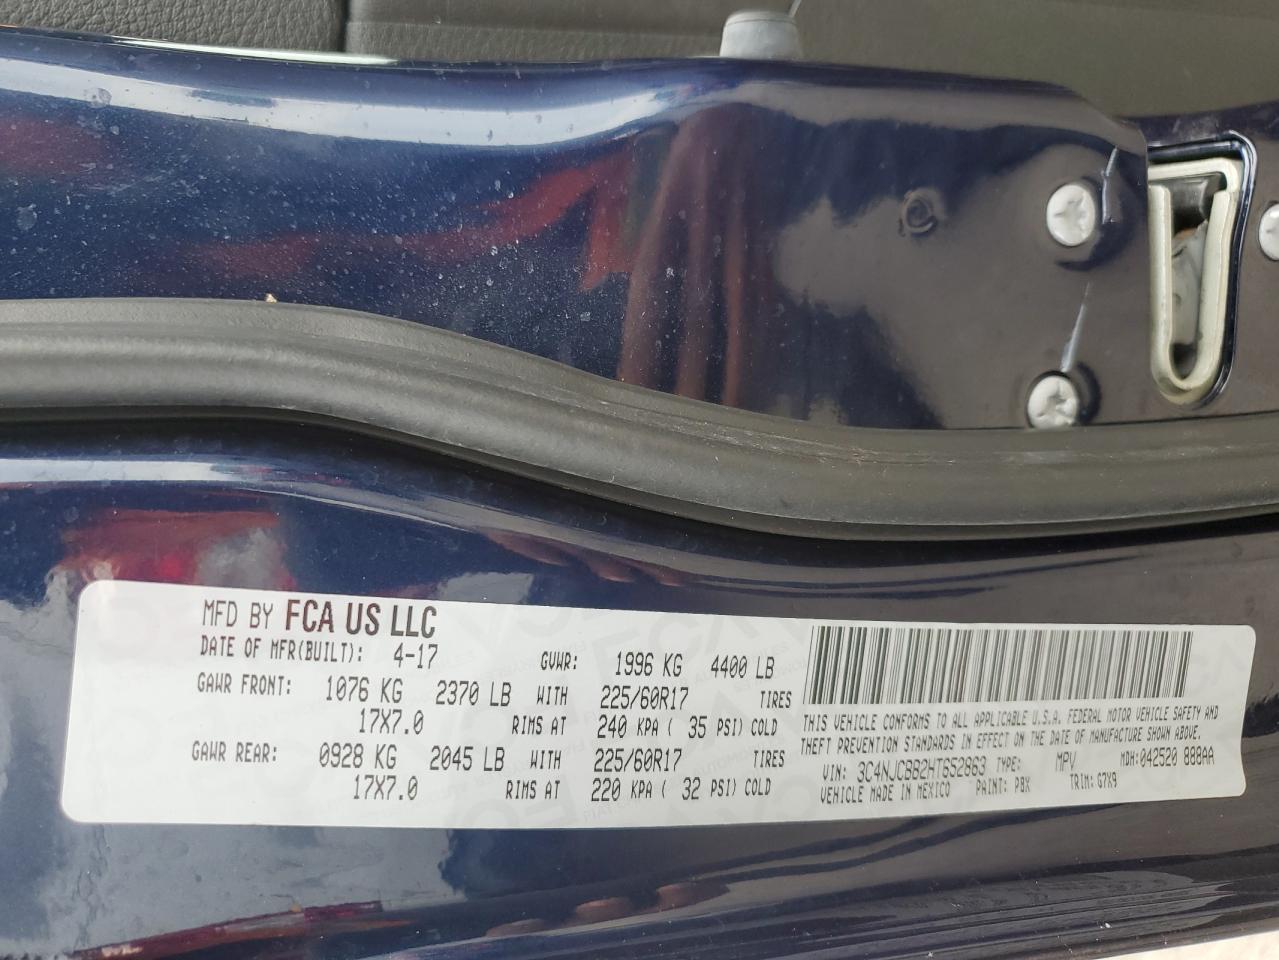 MFD BY FCA US LLC
DATE OF MFR(BUILT): 4-17 GVWR: 1996 KG 4400 LB
GAWR FRONT: 1076 KG 2370 LB WITH 225/60R17 TIRES
17X7.0 RIMS AT 240 KPA ( 35 PSI) COLD
GAWR REAR: 0928 KG 2045 LB WITH 225/60R17 TIRES
17X7.0 RIMS AT 220 KPA ( 32 PSI) COLD
THIS VEHICLE CONFORMS TO ALL APPLICABLE U.S.A. FEDERAL MOTOR VEHICLE SAFETY AND
THEFT PREVENTION STANDARDS IN EFFECT ON THE DATE OF MANUFACTURE SHOWN ABOVE.
VIN: 3C4NJCBB2HT652863 TYPE: MPV MDH:042520 888AA
VEHICLE MADE IN MEXICO PAINT: PBX TRIM: G7X9